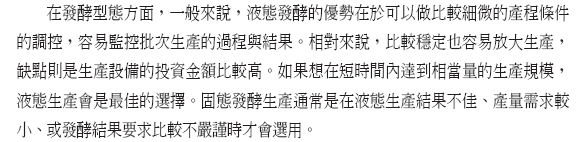 在發酵型態方面，一般來說，液態發酵的優勢在於可以做比較細微的產程條件
的調控，容易監控批次生產的過程與結果。相對來說，比較穩定也容易放大生產，
缺點則是生產設備的投資金額比較高。如果想在短時間內達到相當量的生產規模，
液態生產會是最佳的選擇。固態發酵生產通常是在液態生產結果不佳、產量需求較
小、或發酵結果要求比較不嚴謹時才會選用。